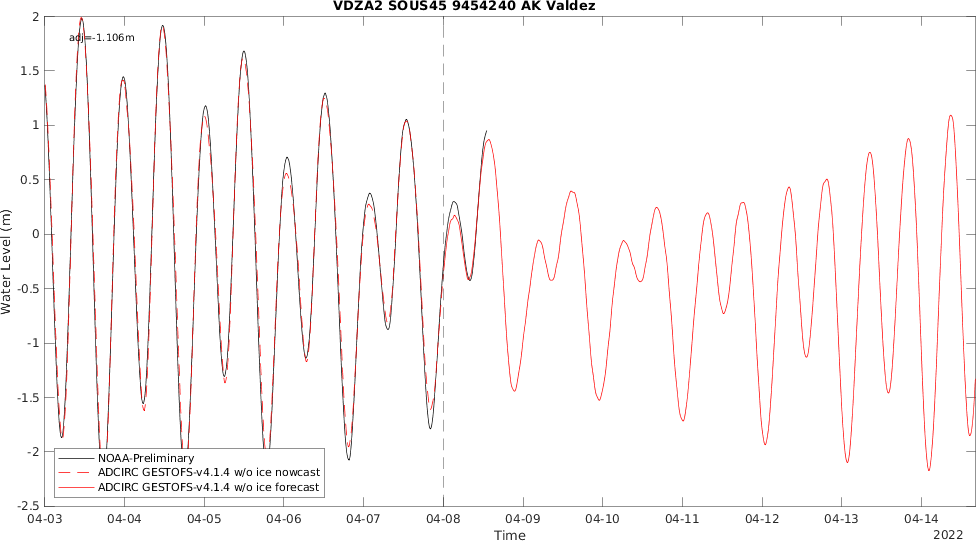 VDZA2 SOUS45 9454240 AK Valdez
adj=-1.106m
2
1.5
1
0.5
0
-0.5
-1
-1.5
-2
-2.5
Water Level (m)
NOAA-Preliminary
ADCIRC GESTOFS-v4.1.4 w/o ice nowcast
ADCIRC GESTOFS-v4.1.4 w/o ice forecast
04-03 04-04 04-05 04-06 04-07 04-08 04-09 04-10 04-11 04-12 04-13 04-14
Time
2022